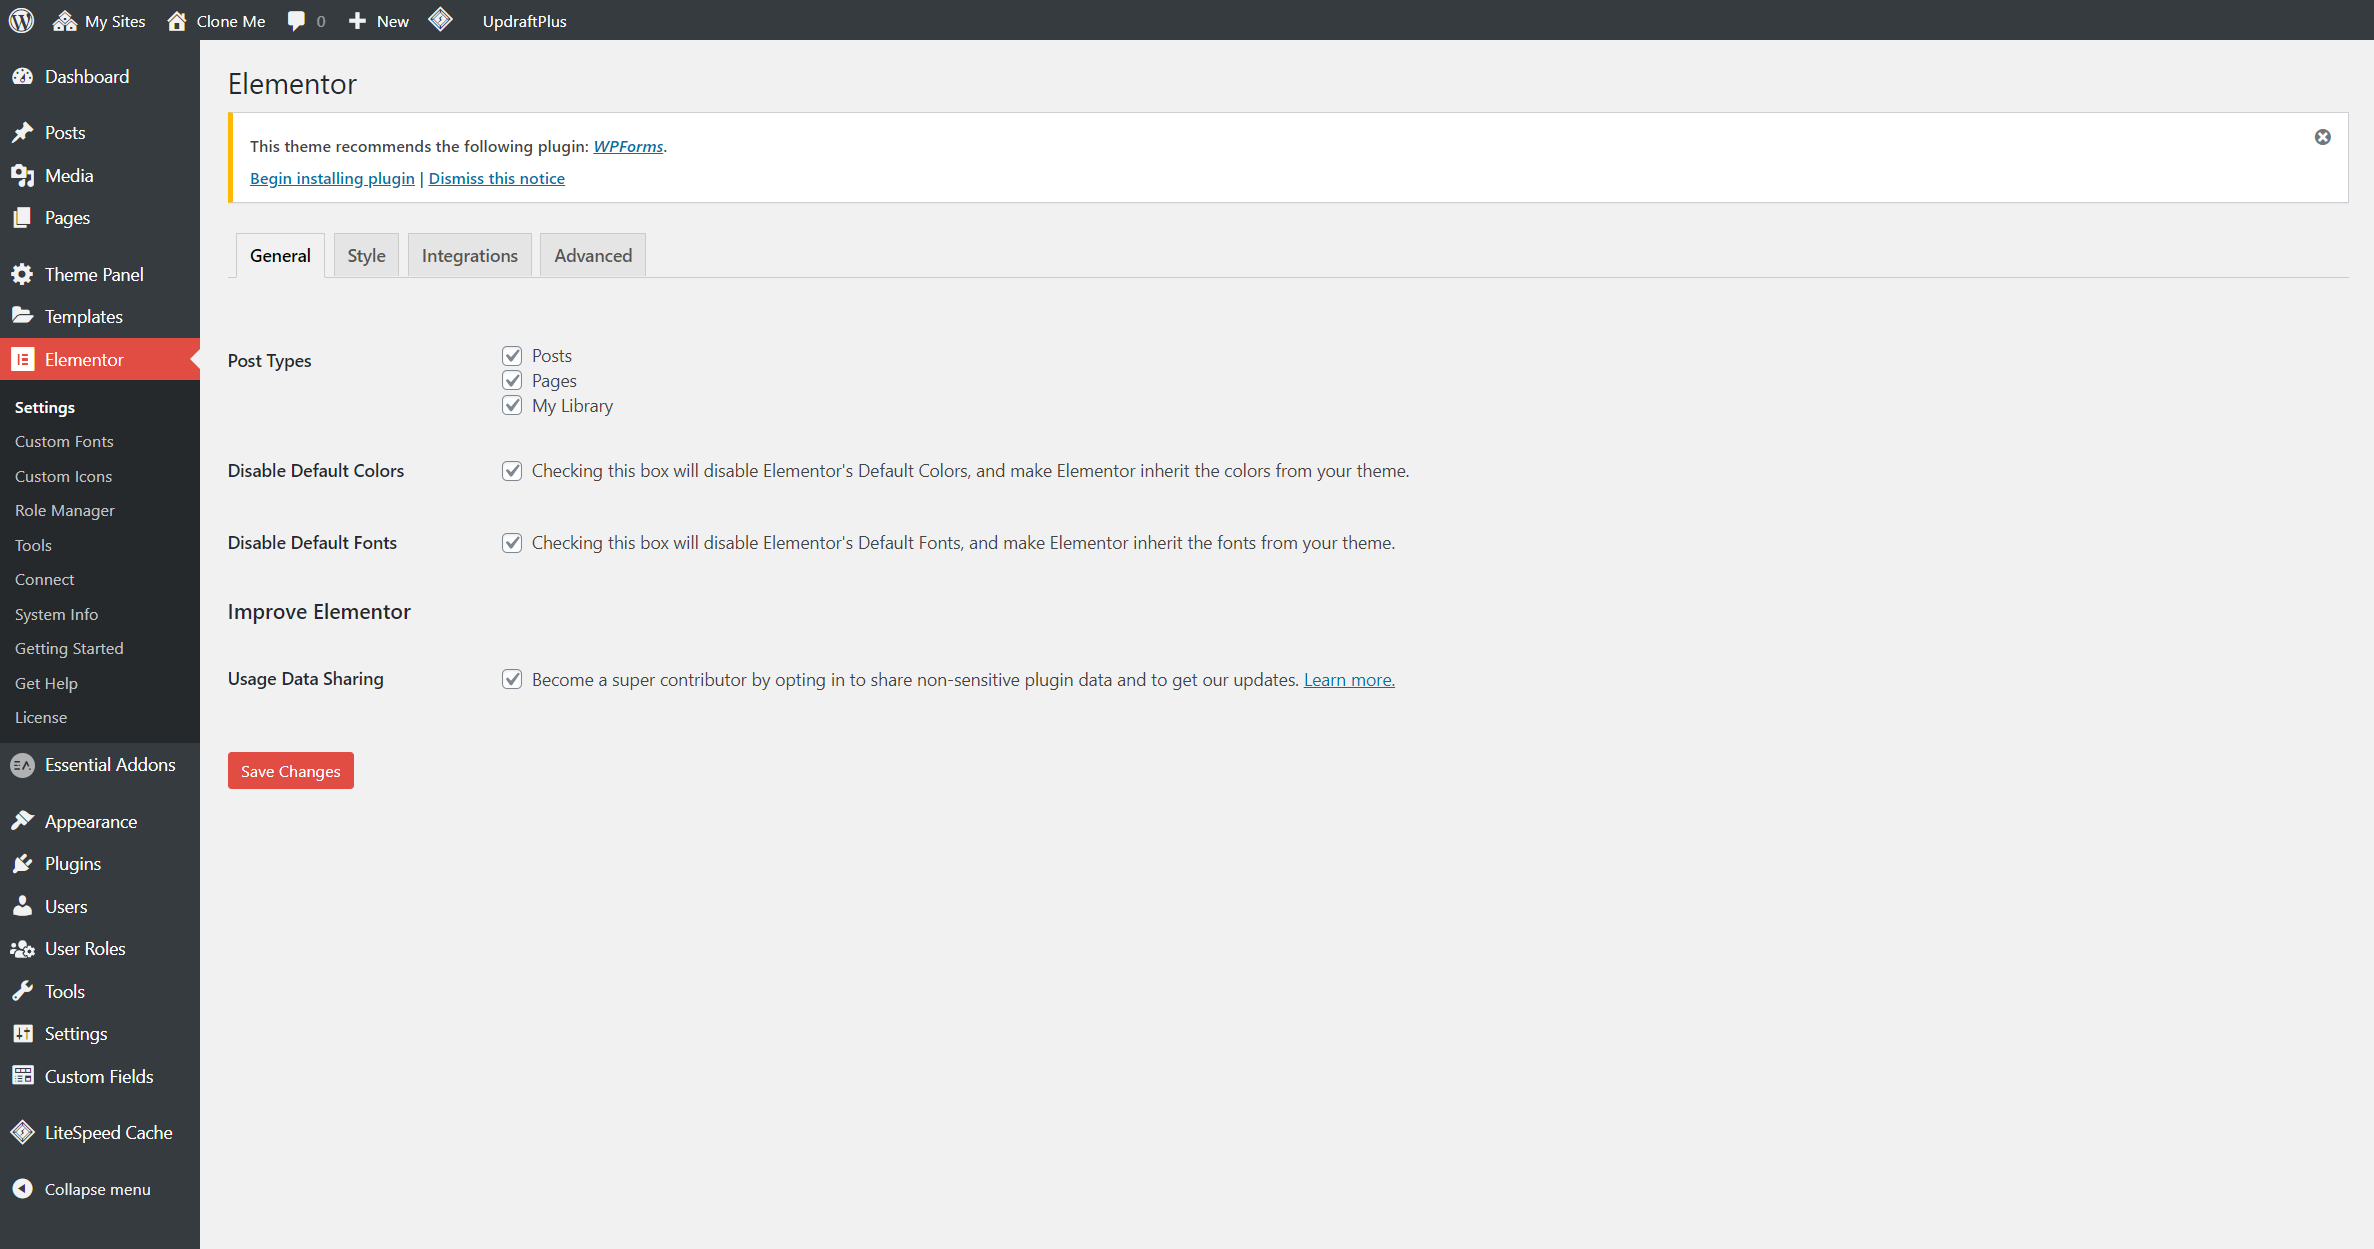 My Sites Clone Me 0 New UpdraftPlus
Dashboard
Posts
Media
Pages
Theme Panel
Templates
Elementor
Settings
Custom Fonts
Custom Icons
Role Manager
Tools
Connect
System Info
Getting Started
Get Help
License
Essential Addons
Appearance
Plugins
Users
User Roles
Tools
Settings
Custom Fields
LiteSpeed Cache
Collapse menu
Elementor
This theme recommends the following plugin: WPForms.
Begin installing plugin | Dismiss this notice
General Style Integrations Advanced
Post Types
Posts
Pages
My Library
Disable Default Colors Checking this box will disable Elementor's Default Colors, and make Elementor inherit the colors from your theme.
Disable Default Fonts Checking this box will disable Elementor's Default Fonts, and make Elementor inherit the fonts from your theme.
Improve Elementor
Usage Data Sharing Become a super contributor by opting in to share non-sensitive plugin data and to get our updates. Learn more.
Save Changes